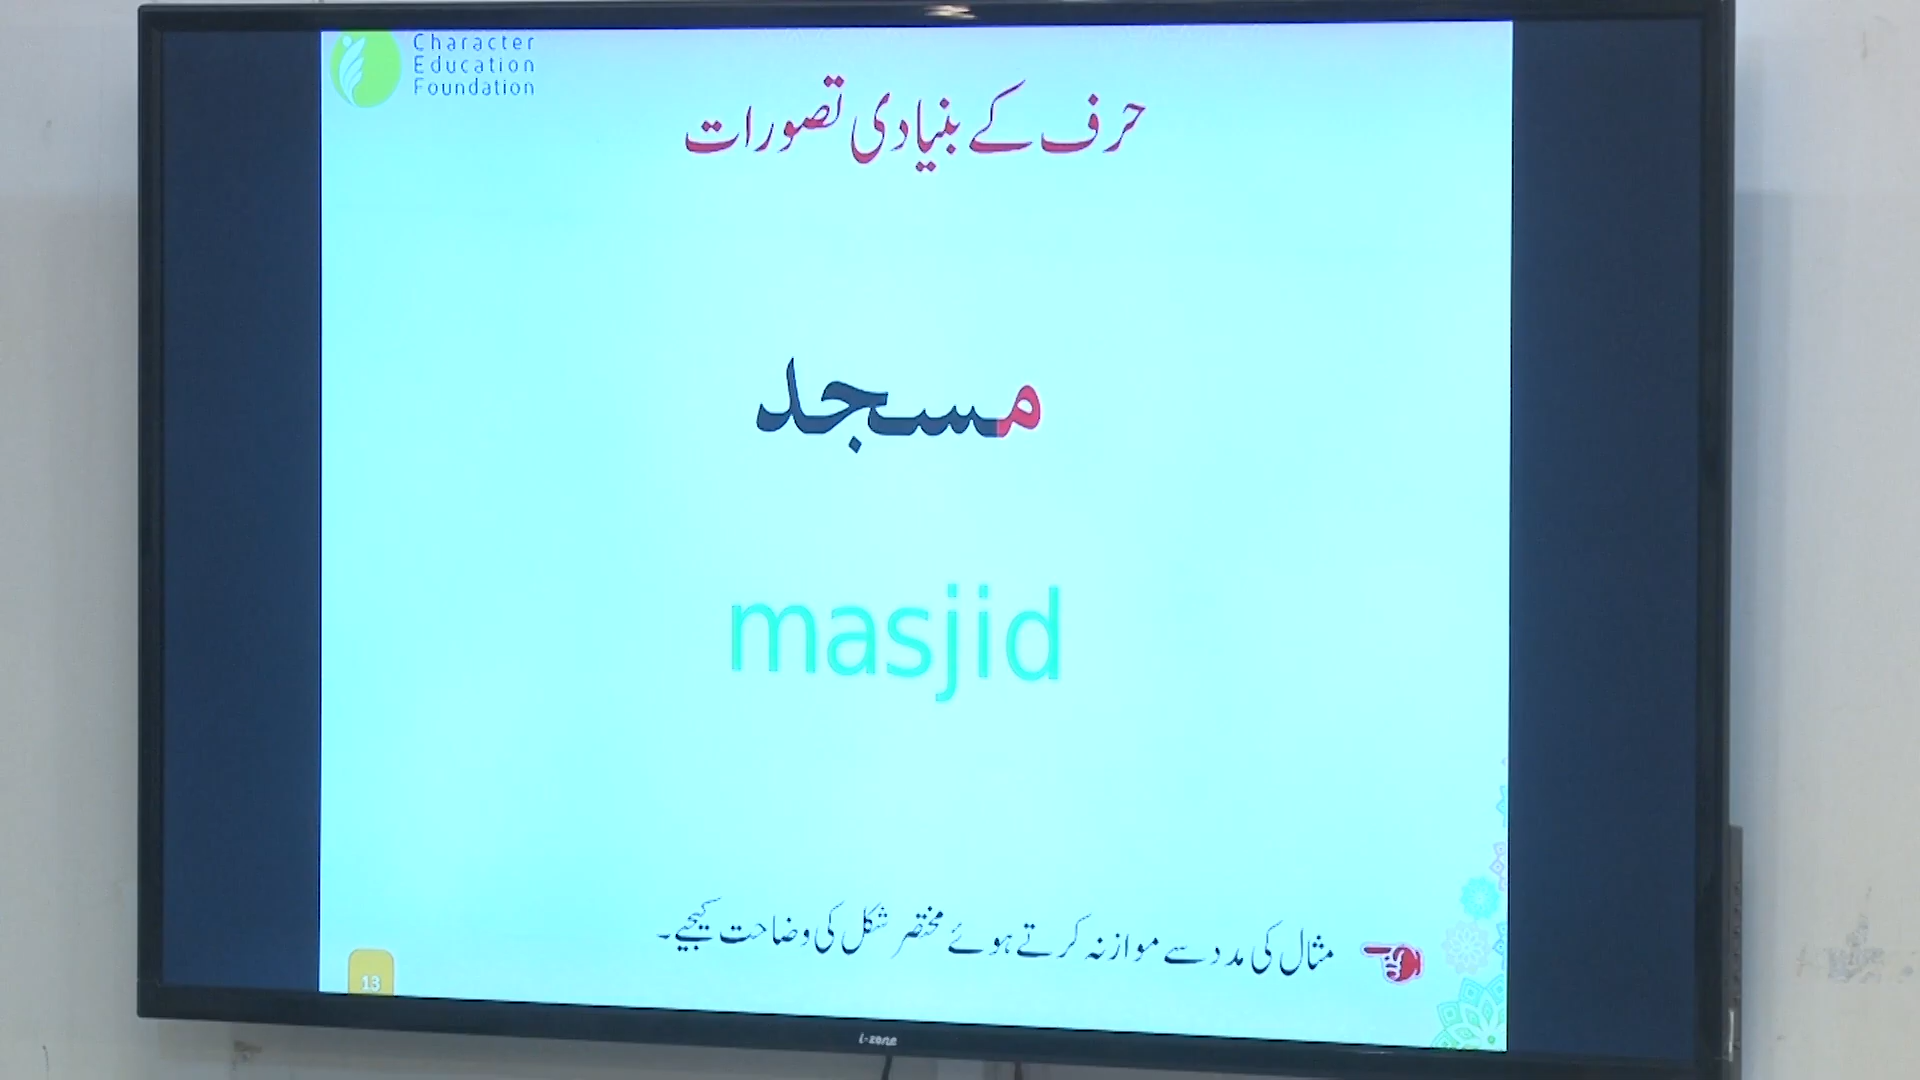 Character
Education
Foundation
حرف کے بنیادی تصورات
مسجد
masjid
مثال کی مدد سے موازنہ کرتے ہوئے مختصر شکل کی وضاحت کیجیے۔
13
i-zone